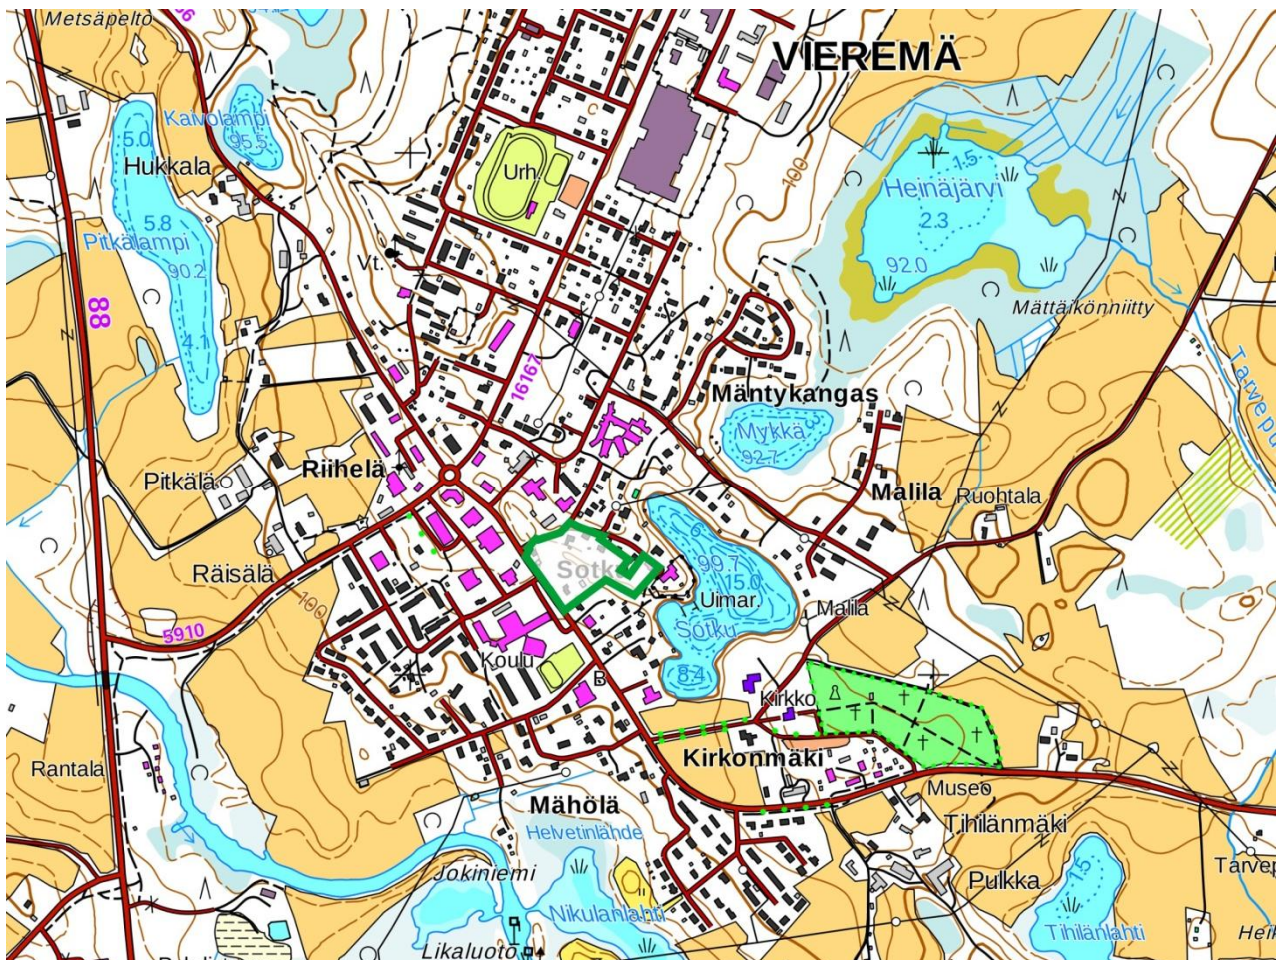 Metsäpelto
VIEREMÄ
Kaivolampi
95.5
5.0
Hukkala
Urh.
c
100
1.5
Heinäjärvi
2.3
5.8
Pitkälampi
90.2
Vt.
92.0
88
Mättäikönniitty
4.1
16167
Tarvepu
Mäntykangas
Mykkä
92.7
Riihelä
Pitkälä
Malila
Ruohtala
6
99.7
Räisälä
15.0
Uimar.
100
Malila
5910
Sotku
Koulu
8.4
B
Kirkko
Rantala
Kirkonmäki
Museo
Mähölä
Tihilänmäki
Helvetinlähde
Jokiniemi
Pulkka
1.5
Tarvep
Nikulanlahti
Tihilänlahti
Likaluoto